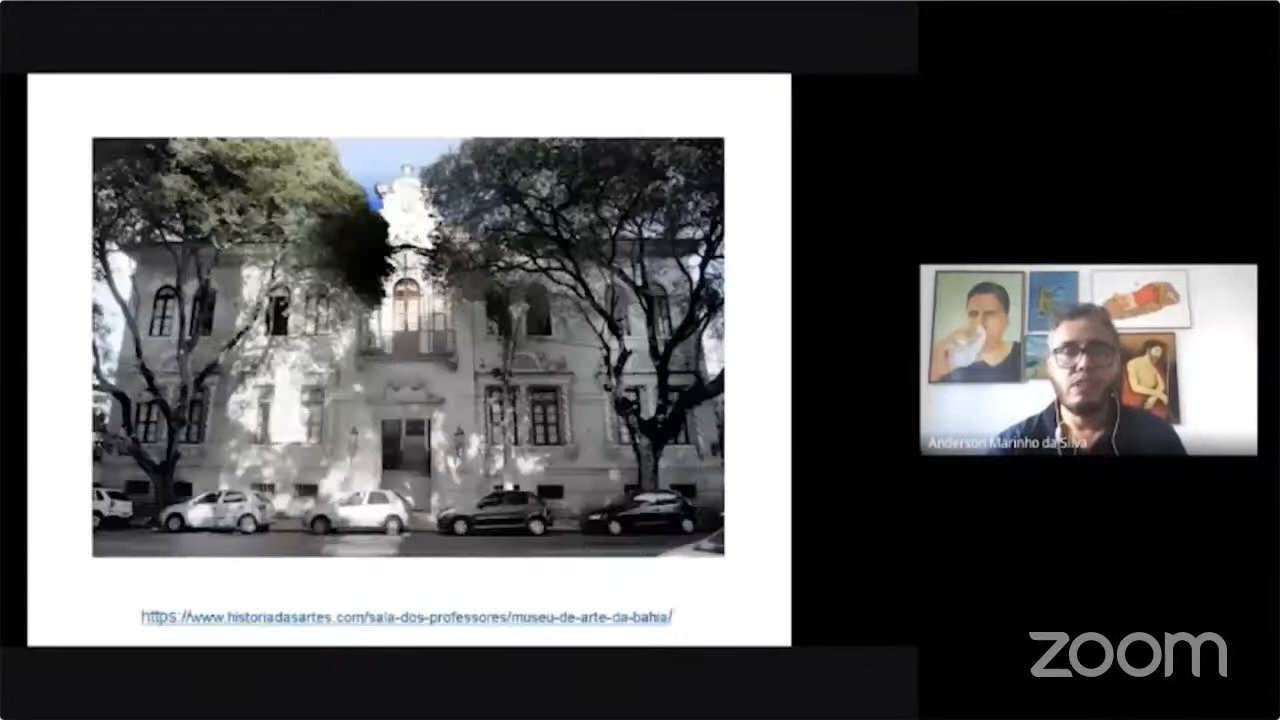 https://www.historiadasartes.com/sala-dos-professores/museu-de-arte-da-bahia/
Anderson Marinho da Silva
zoom